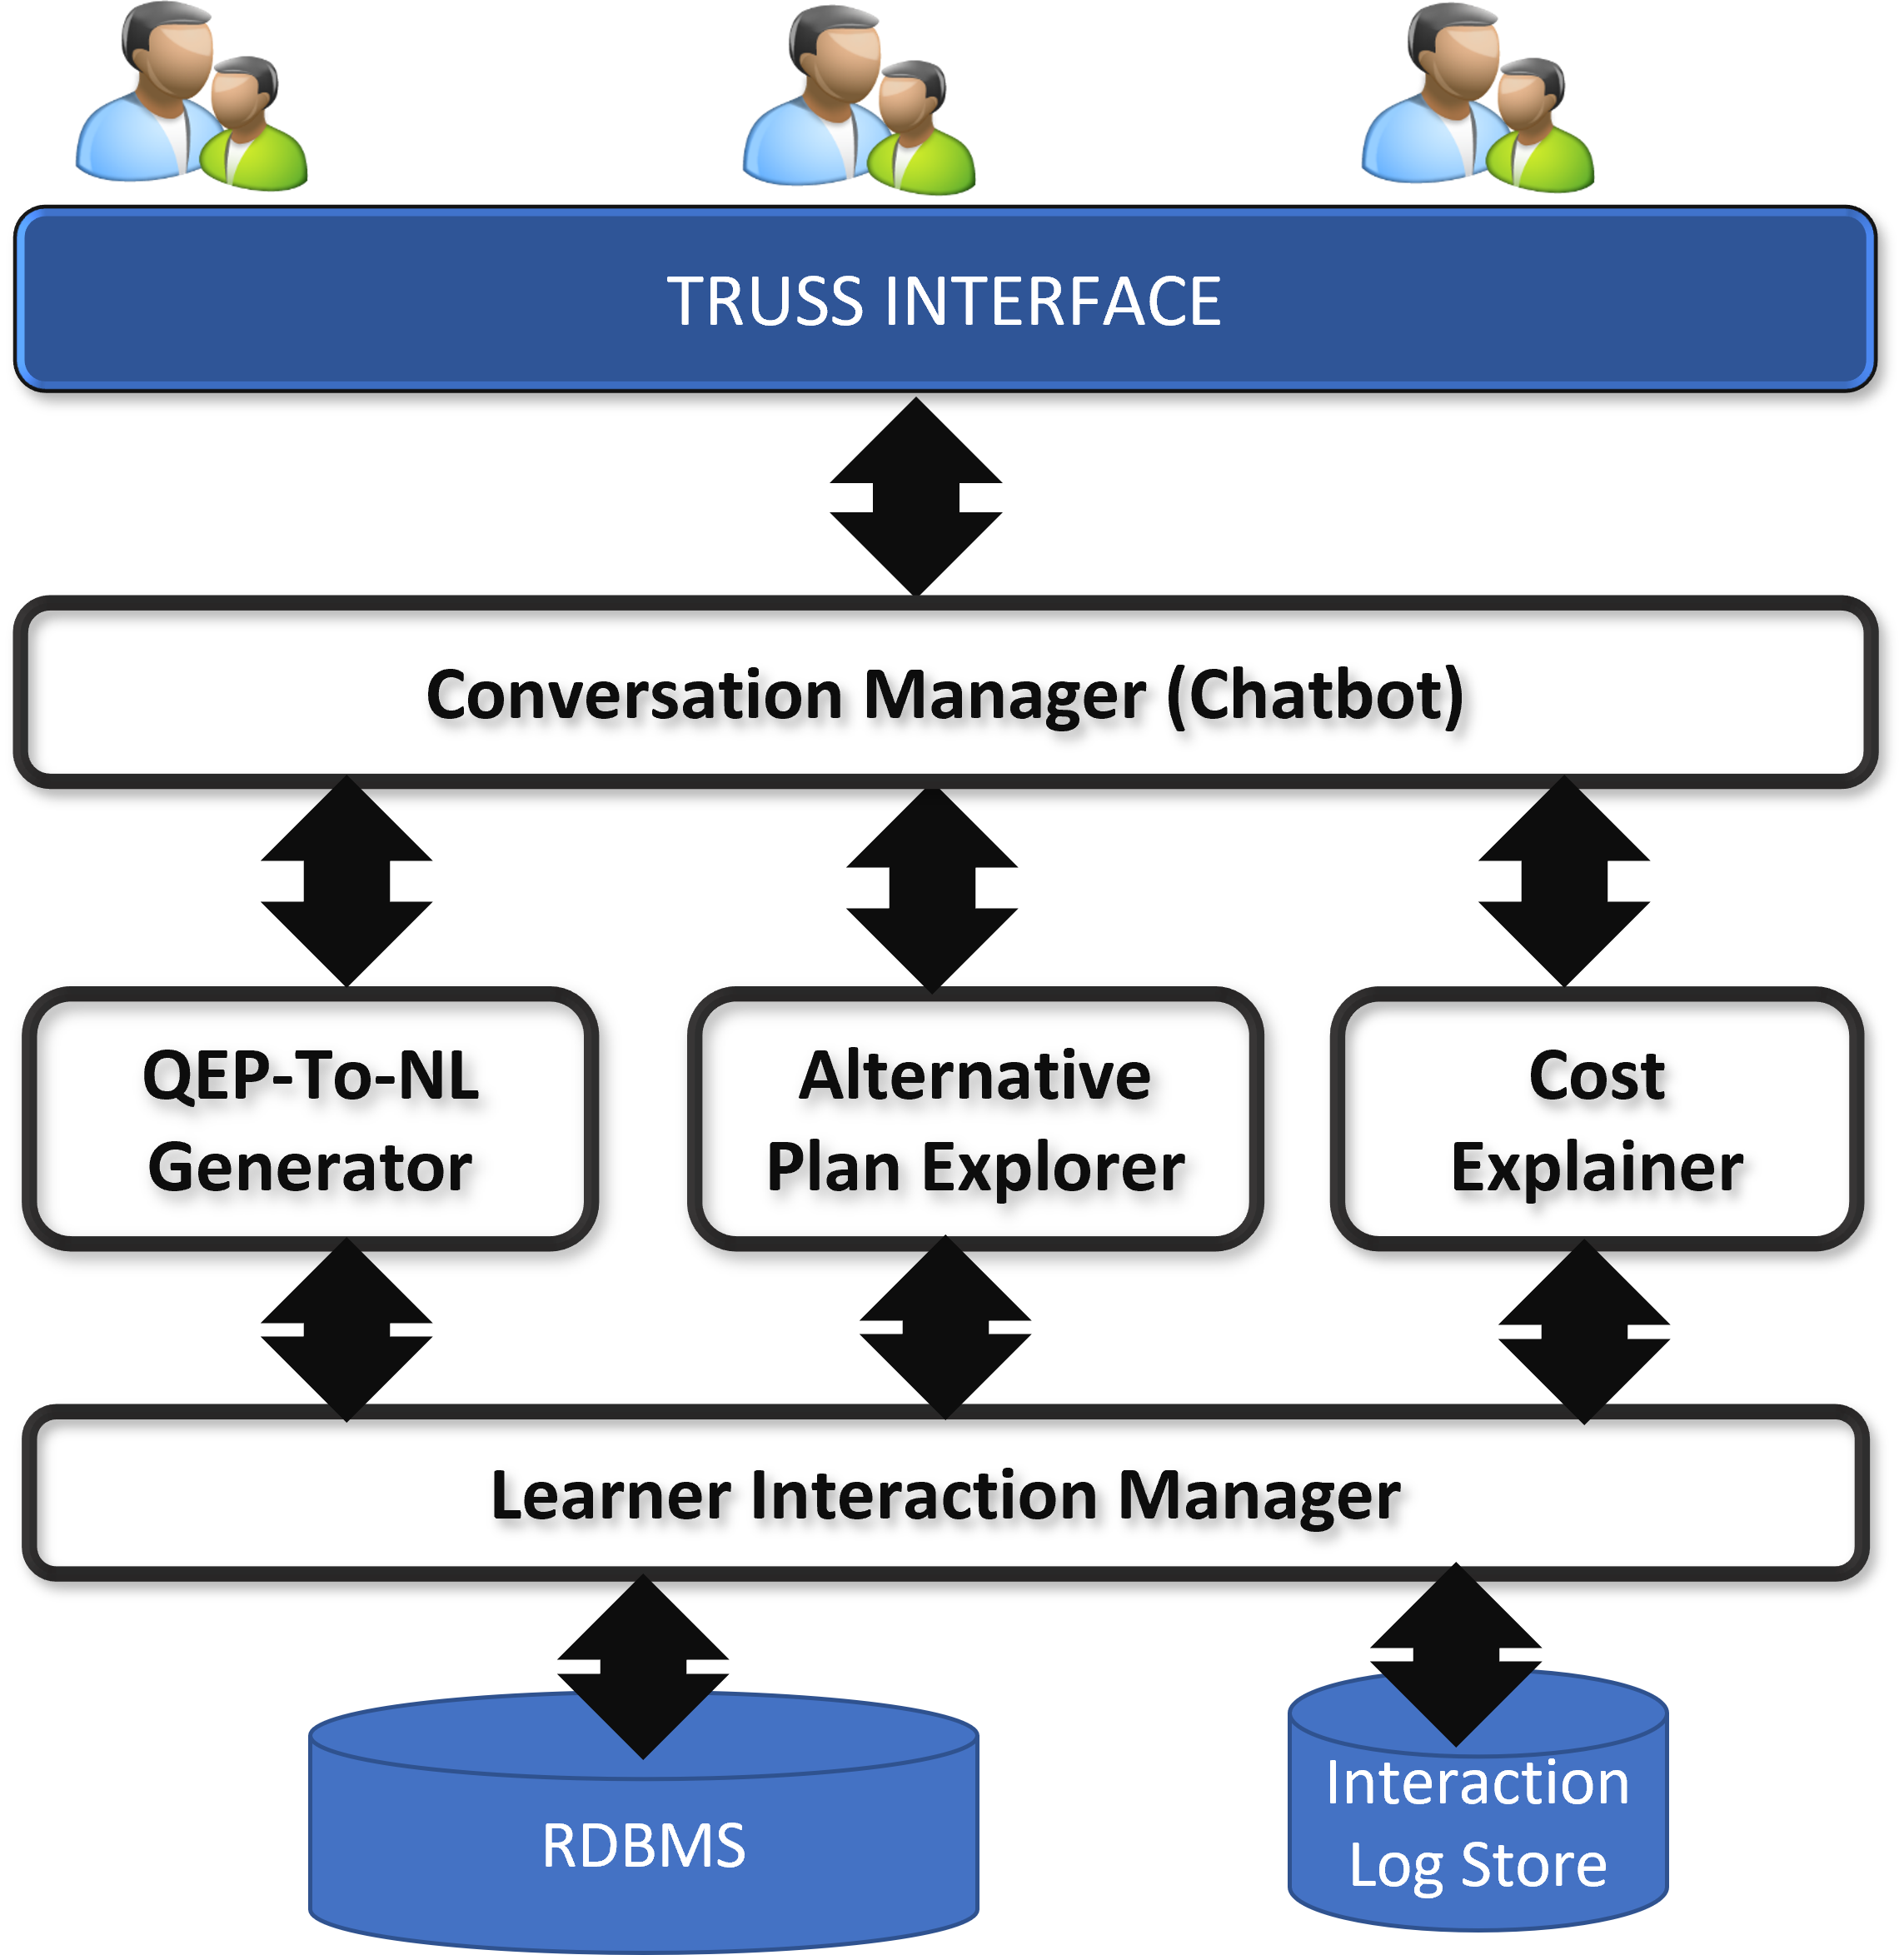 TRUSS INTERFACE
Conversation Manager (Chatbot)
QEP-To-NL
Generator
Alternative
Plan Explorer
Cost
Explainer
Learner Interaction Manager
RDBMS
Interaction
Log Store